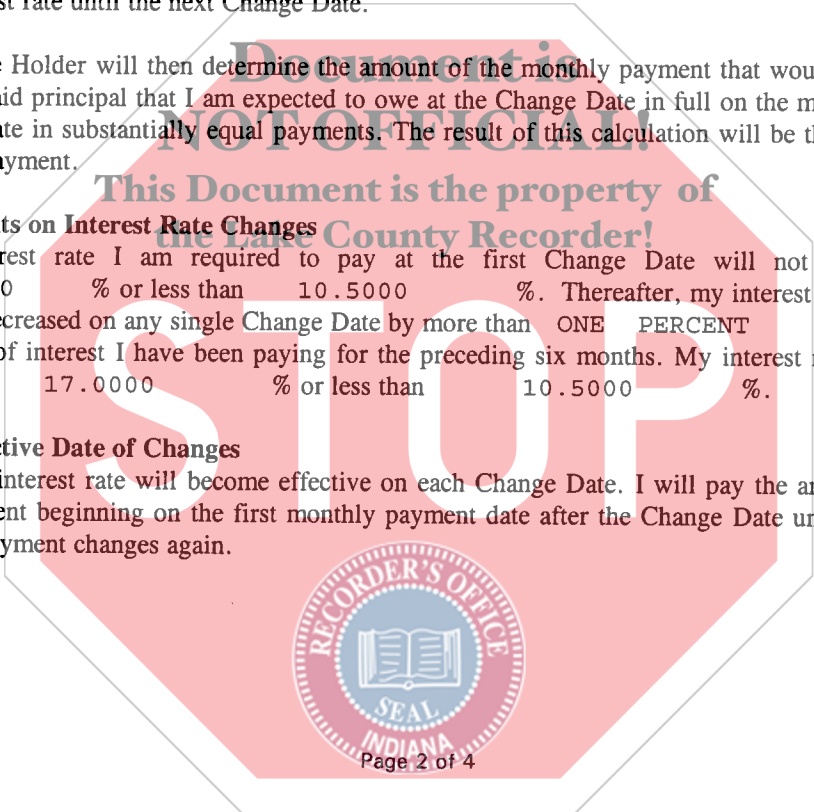 st rate until the next Change Date.
Document is
e Holder will then determine the amount of the monthly payment that wou
id principal that I am expected to owe at the Change Date in full on the m
NOT OFFICIAL!
te in substantially equal payments. The result of this calculation will be th
ayment.
This Document is the property of
ts on Interest Rate Changes
the Lake County Recorder!
rest rate I am required to pay at the first Change Date will not
0 % or less than 10.5000 %. Thereafter, my interest
ecreased on any single Change Date by more than ONE PERCENT
of interest I have been paying for the preceding six months. My interest
17.0000 % or less than 10.5000 %.
STOP
tive Date of Changes
interest rate will become effective on each Change Date. I will pay the a
ent beginning on the first monthly payment date after the Change Date un
yment changes again.
RECORDER'S OFFICE
SEAL
INDIANA
Page 2 of 4